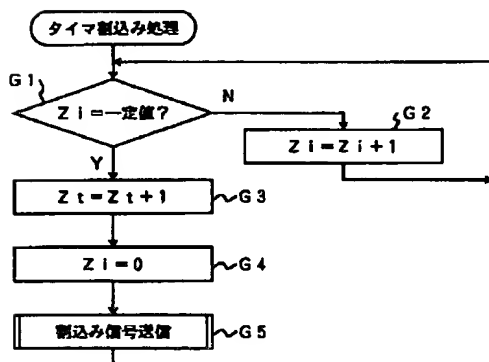 タイマ割込み処理
G1
Zi=一定値?
N
G2
Zi=Zi+1
Y
Zt=Zt+1
G3
Zi=0
G4
割込み信号送信
G5